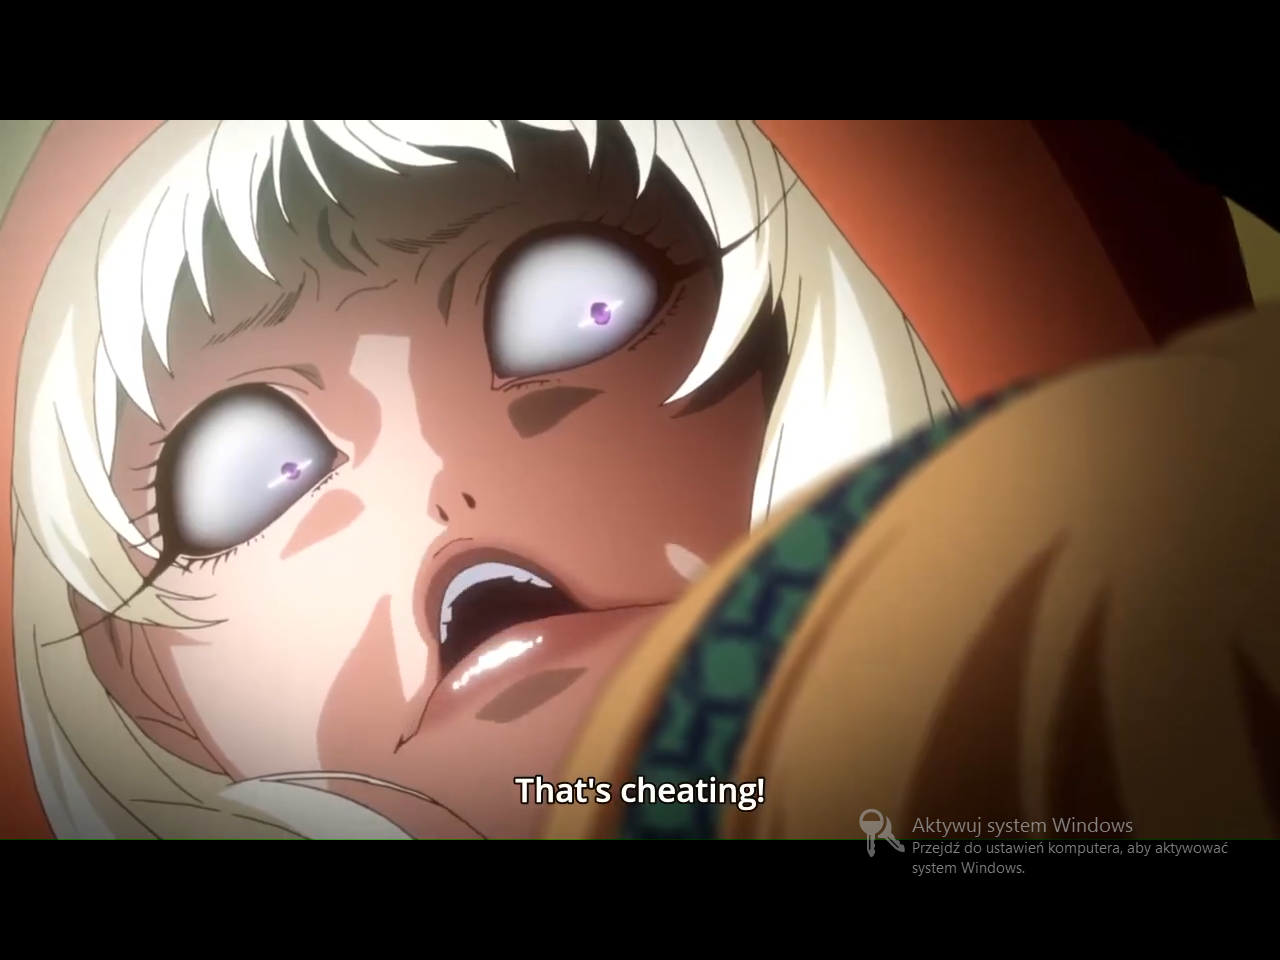 That's cheating!
Aktywuj system Windows
Przejdź do ustawień komputera, aby aktywować
system Windows.